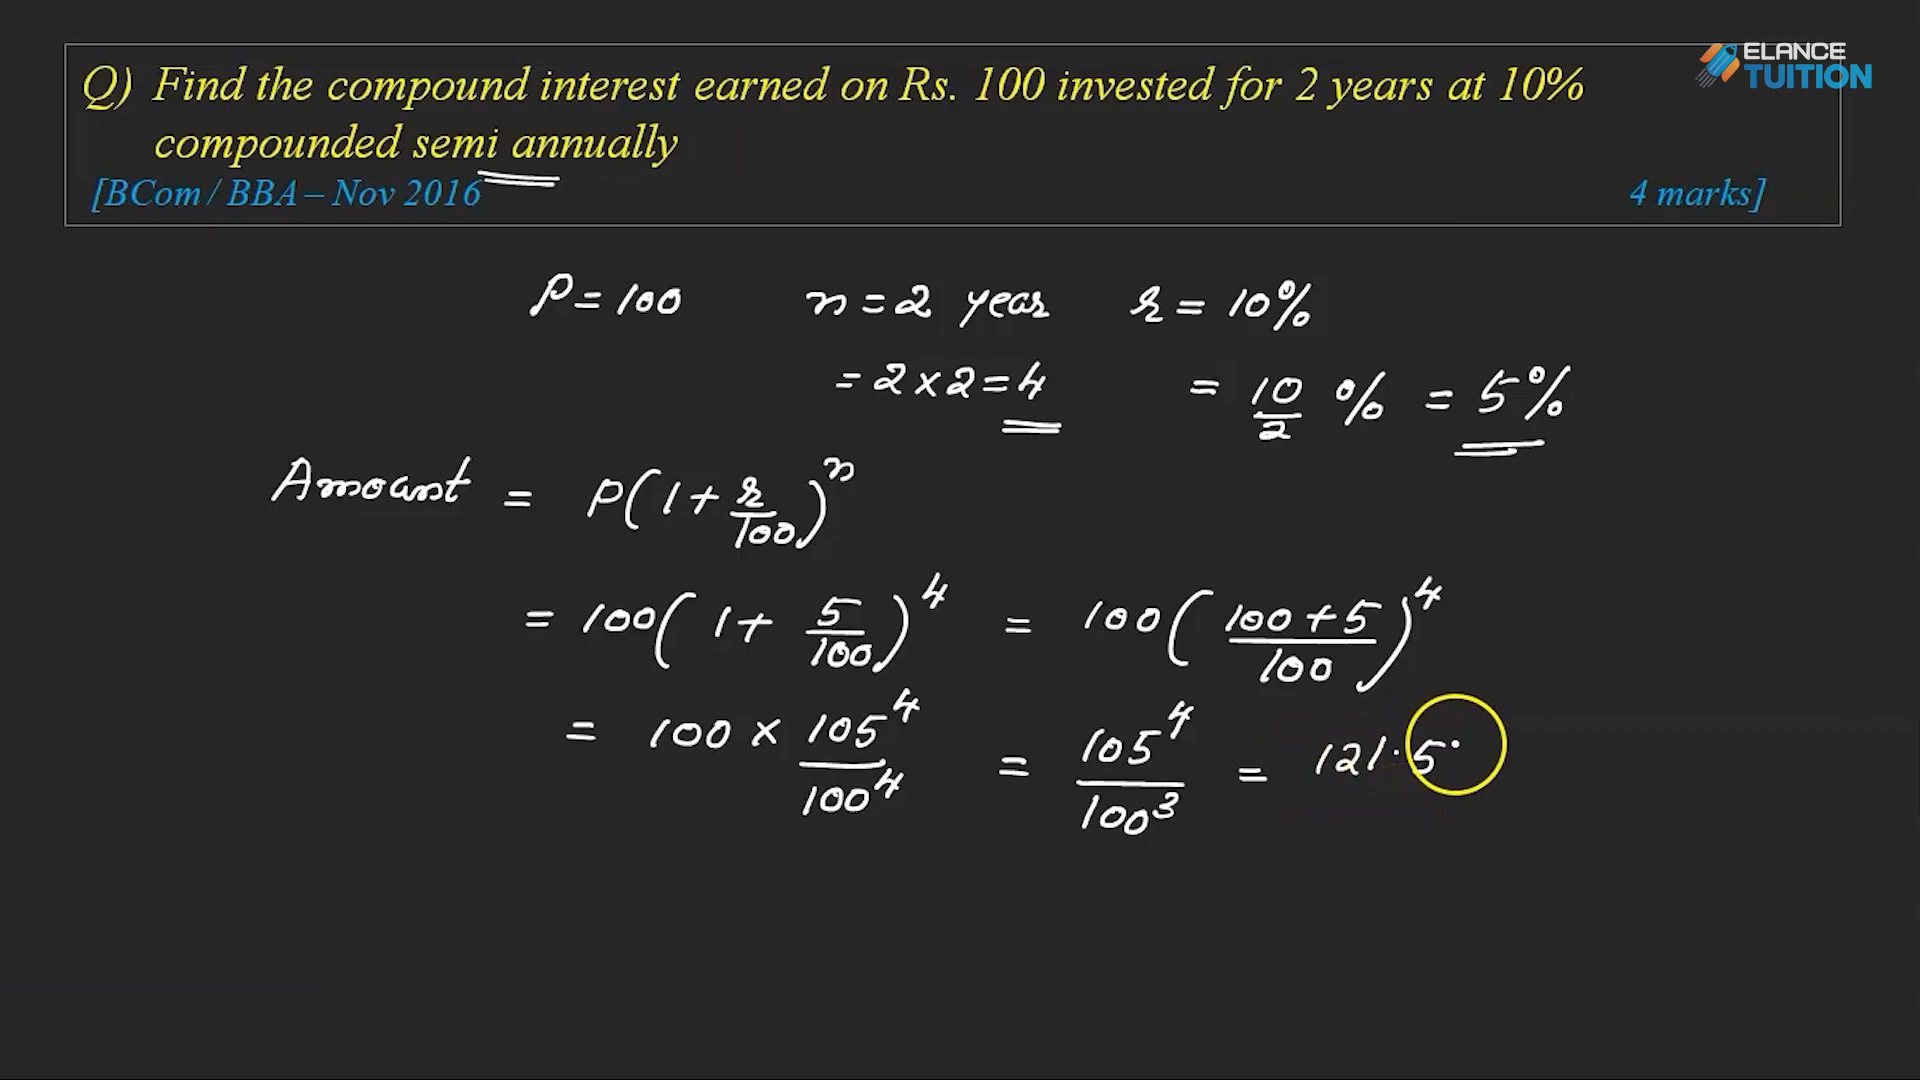 ELANCE
TUITION
Q) Find the compound interest earned on Rs. 100 invested for 2 years at 10%
compounded semi annually
[BCom / BBA – Nov 2016 4 marks]
P = 100 n = 2 year r = 10%
= 2 × 2 = 4 = 10/2 % = 5%
Amount = P(1 + r/100)^n
= 100(1 + 5/100)^4 = 100((100 + 5)/100)^4
= 100 × 105^4/100^4 = 105^4/100^3 = 121.5